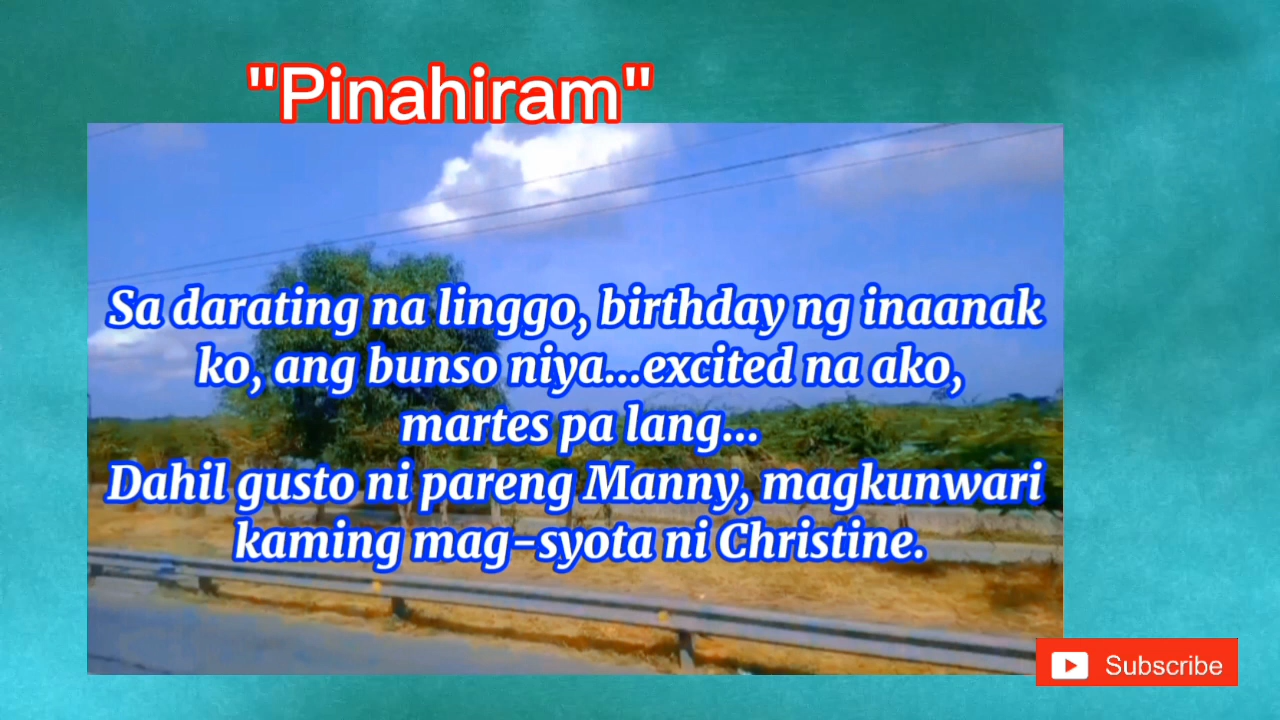 "Pinahiram"
Sa darating na linggo, birthday ng inaanak
ko, ang bunso niya...excited na ako,
martes pa lang...
Dahil gusto ni pareng Manny, magkunwari
kaming mag-syota ni Christine.
Subscribe